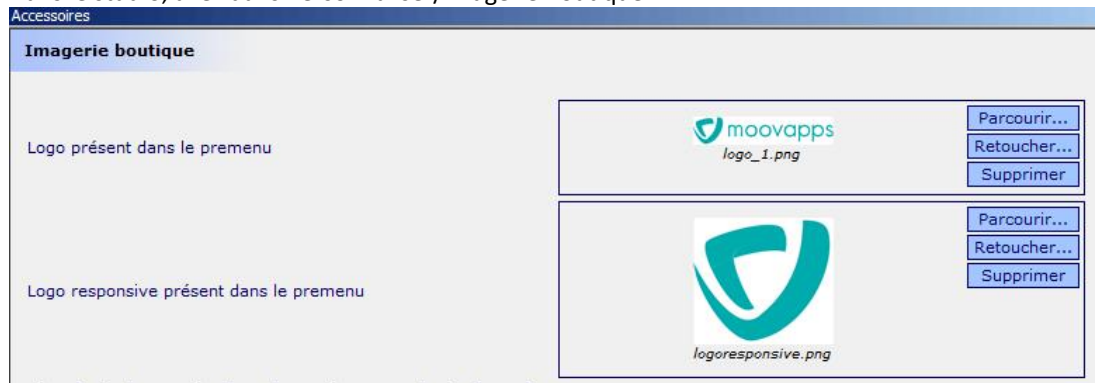 Accessoires
Imagerie boutique
Logo présent dans le premenu
moovapps
logo_1.png
Parcourir...
Retoucher...
Supprimer
Logo responsive présent dans le premenu
logoresponsive.png
Parcourir...
Retoucher...
Supprimer